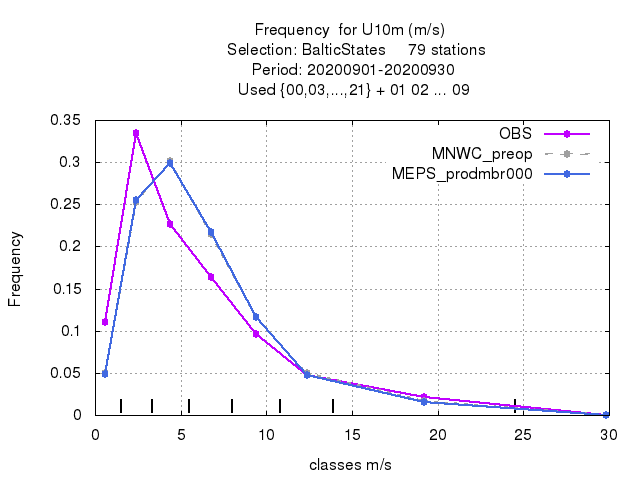 Frequency  for U10m (m/s)
Selection: BalticStates     79 stations
Period: 20200901-20200930
Used {00,03,...,21} + 01 02 ... 09
OBS
MNWC_preop
MEPS_prodmbr000
0.35
0.3
0.25
0.2
0.15
0.1
0.05
0
Frequency
0 5 10 15 20 25 30
classes m/s